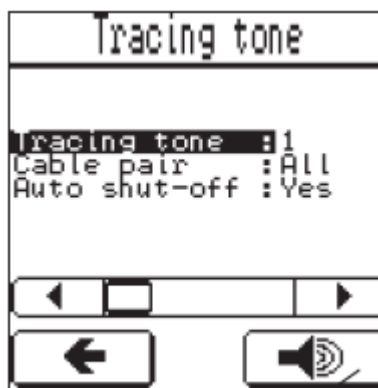 Tracing tone
Tracing tone :1
Cable pair :All
Auto shut-off :Yes